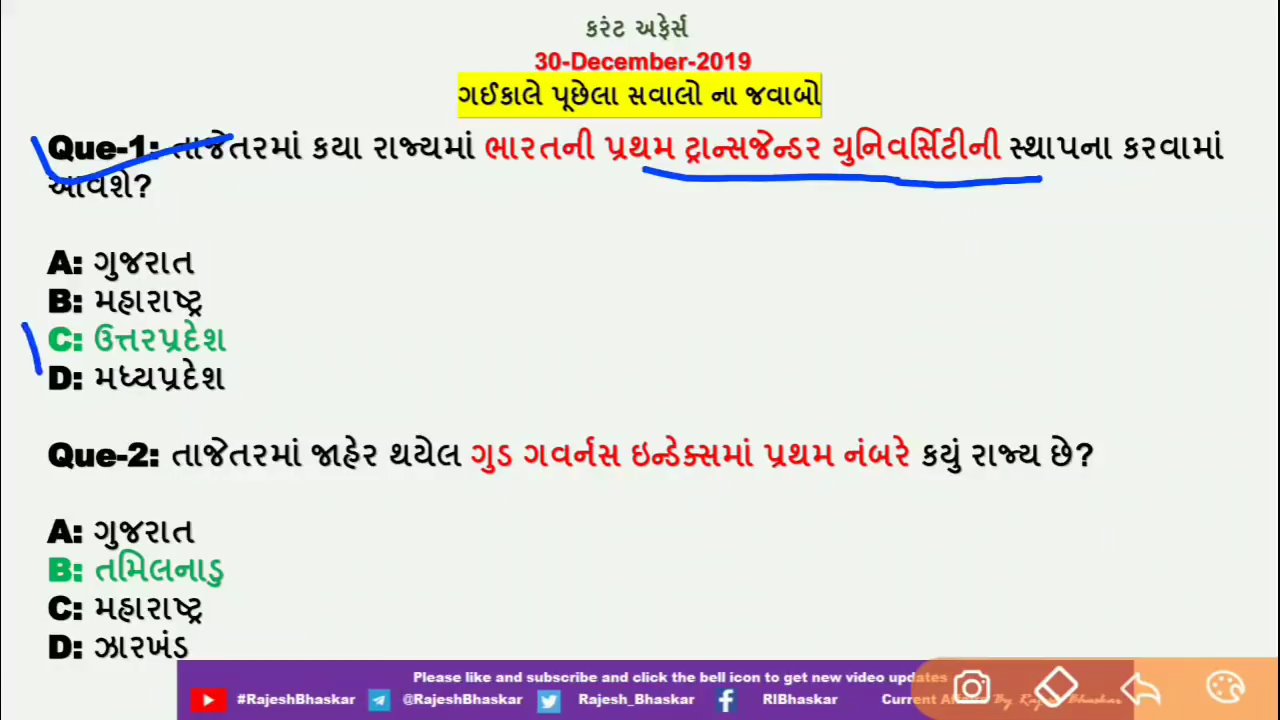 કરંટ અફેર્સ
30-December-2019
ગઈકાલે પૂછેલા સવાલો ના જવાબો
Que-1: તાજેતરમાં કયા રાજ્યમાં ભારતની પ્રથમ ટ્રાન્સજેન્ડર યુનિવર્સિટીની સ્થાપના કરવામાં
આવશે?
A: ગુજરાત
B: મહારાષ્ટ્ર
C: ઉત્તરપ્રદેશ
D: મધ્યપ્રદેશ
Que-2: તાજેતરમાં જાહેર થયેલ ગુડ ગવર્નસ ઇન્ડેક્સમાં પ્રથમ નંબરે કયું રાજ્ય છે?
A: ગુજરાત
B: તમિલનાડુ
C: મહારાષ્ટ્ર
D: ઝારખંડ
Please like and subscribe and click the bell icon to get new video updates
#RajeshBhaskar @RajeshBhaskar Rajesh_Bhaskar RIBhaskar Current By